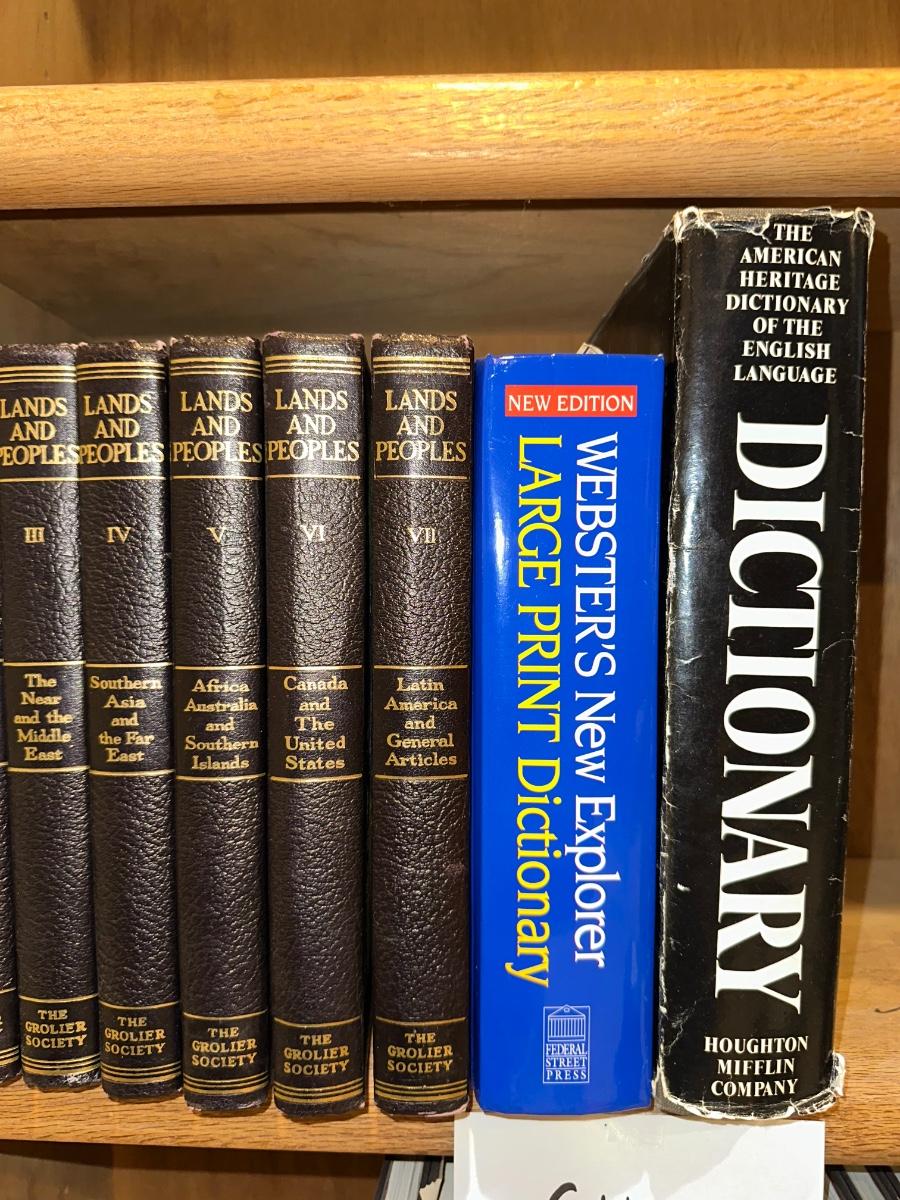 LANDS
AND
PEOPLES
III
The
Near
and the
Middle
East
THE
GROLIER
SOCIETY
LANDS
AND
PEOPLES
IV
Southern
Asia
and
the Far
East
THE
GROLIER
SOCIETY
LANDS
AND
PEOPLES
V
Africa
Australia
and
Southern
Islands
THE
GROLIER
SOCIETY
LANDS
AND
PEOPLES
VI
Canada
and
The
United
States
THE
GROLIER
SOCIETY
LANDS
AND
PEOPLES
VII
Latin
America
and
General
Articles
THE
GROLIER
SOCIETY
NEW EDITION
WEBSTER'S New Explorer
LARGE PRINT Dictionary
FEDERAL
STREET
PRESS
THE
AMERICAN
HERITAGE
DICTIONARY
OF THE
ENGLISH
LANGUAGE
DICTIONARY
HOUGHTON
MIFFLIN
COMPANY